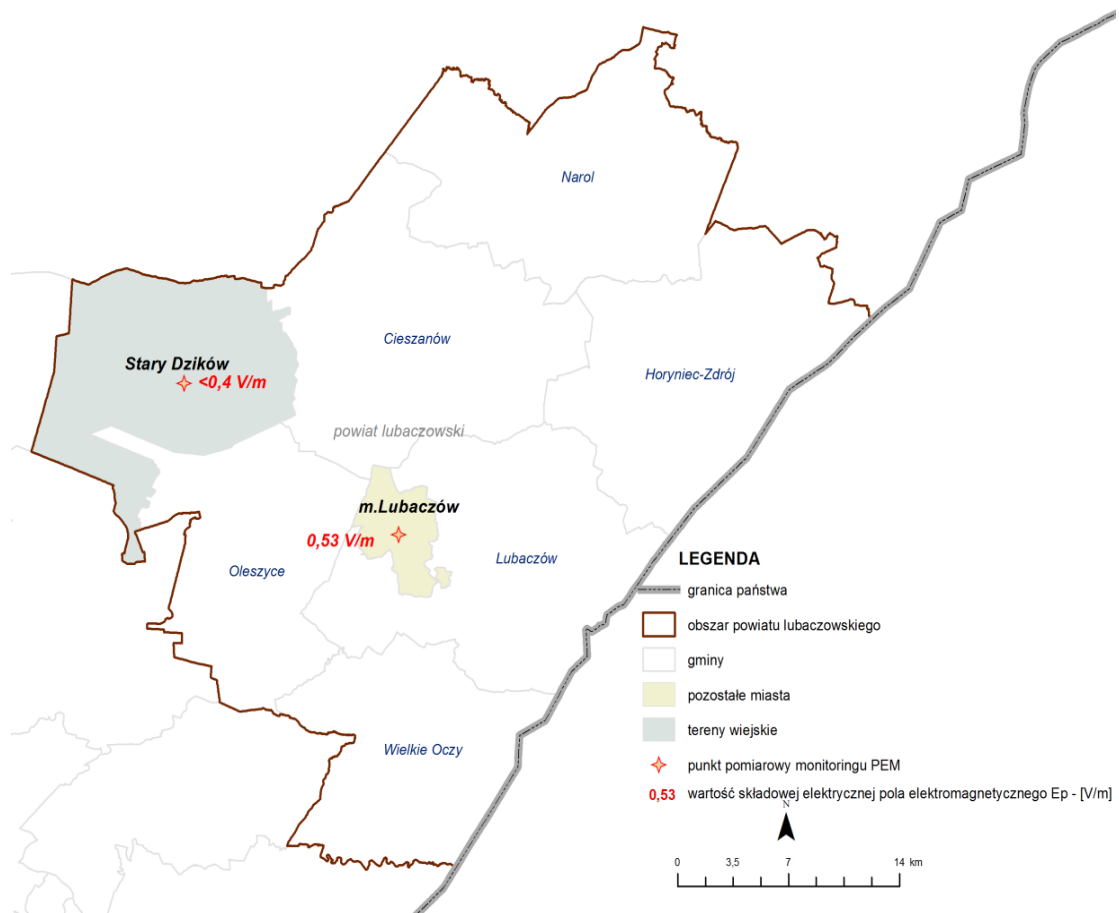 Narol
Cieszanów
Stary Dzików
<0,4 V/m
Horyniec-Zdrój
powiat lubaczowski
m.Lubaczów
0,53 V/m
Oleszyce
Lubaczów
Wielkie Oczy
LEGENDA
granica państwa
obszar powiatu lubaczowskiego
gminy
pozostałe miasta
tereny wiejskie
punkt pomiarowy monitoringu PEM
0,53 wartość składowej elektrycznej pola elektromagnetycznego Ep - [V/m]
N
0 3,5 7 14 km